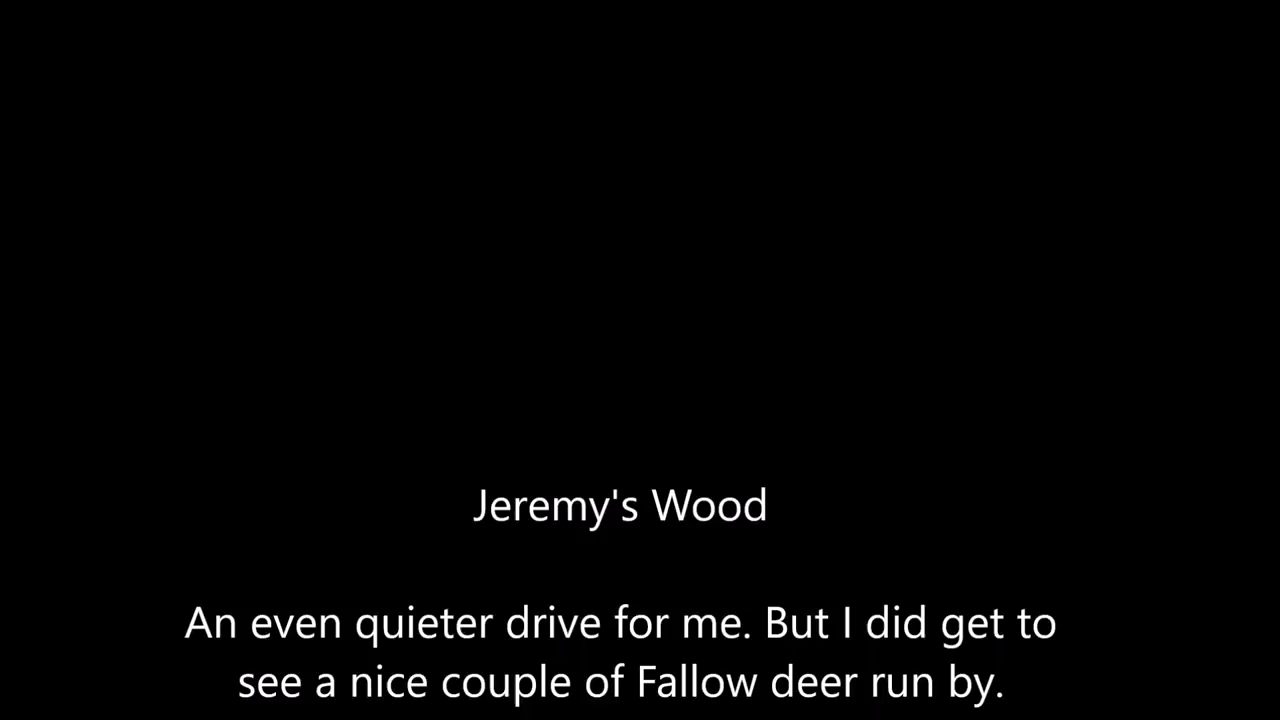 Jeremy's Wood
An even quieter drive for me. But I did get to
see a nice couple of Fallow deer run by.